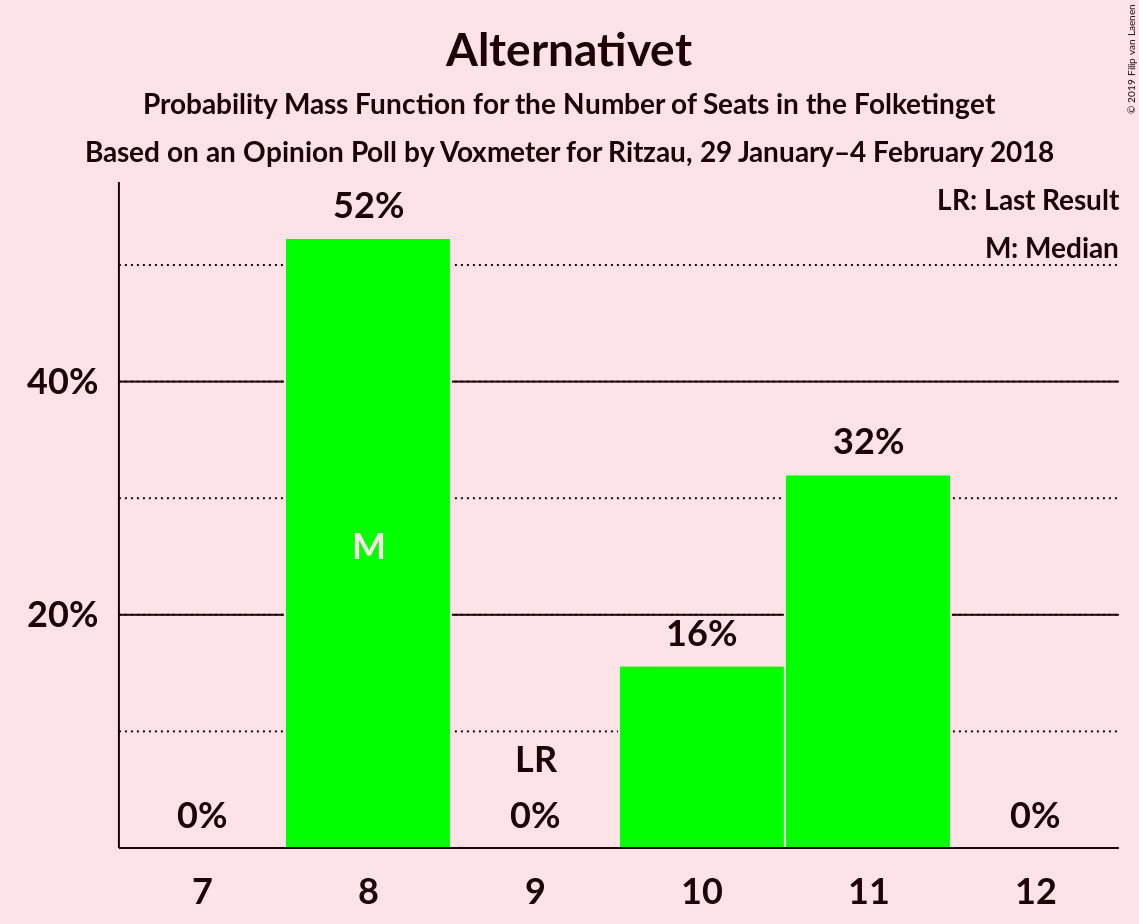 Alternativet
Probability Mass Function for the Number of Seats in the Folketinget
Based on an Opinion Poll by Voxmeter for Ritzau, 29 January–4 February 2018
© 2019 Filip van Laenen
LR: Last Result
M: Median
52%
40%
32%
M
20%
16%
LR
0%
0%
0%
7
8
9
10
11
12